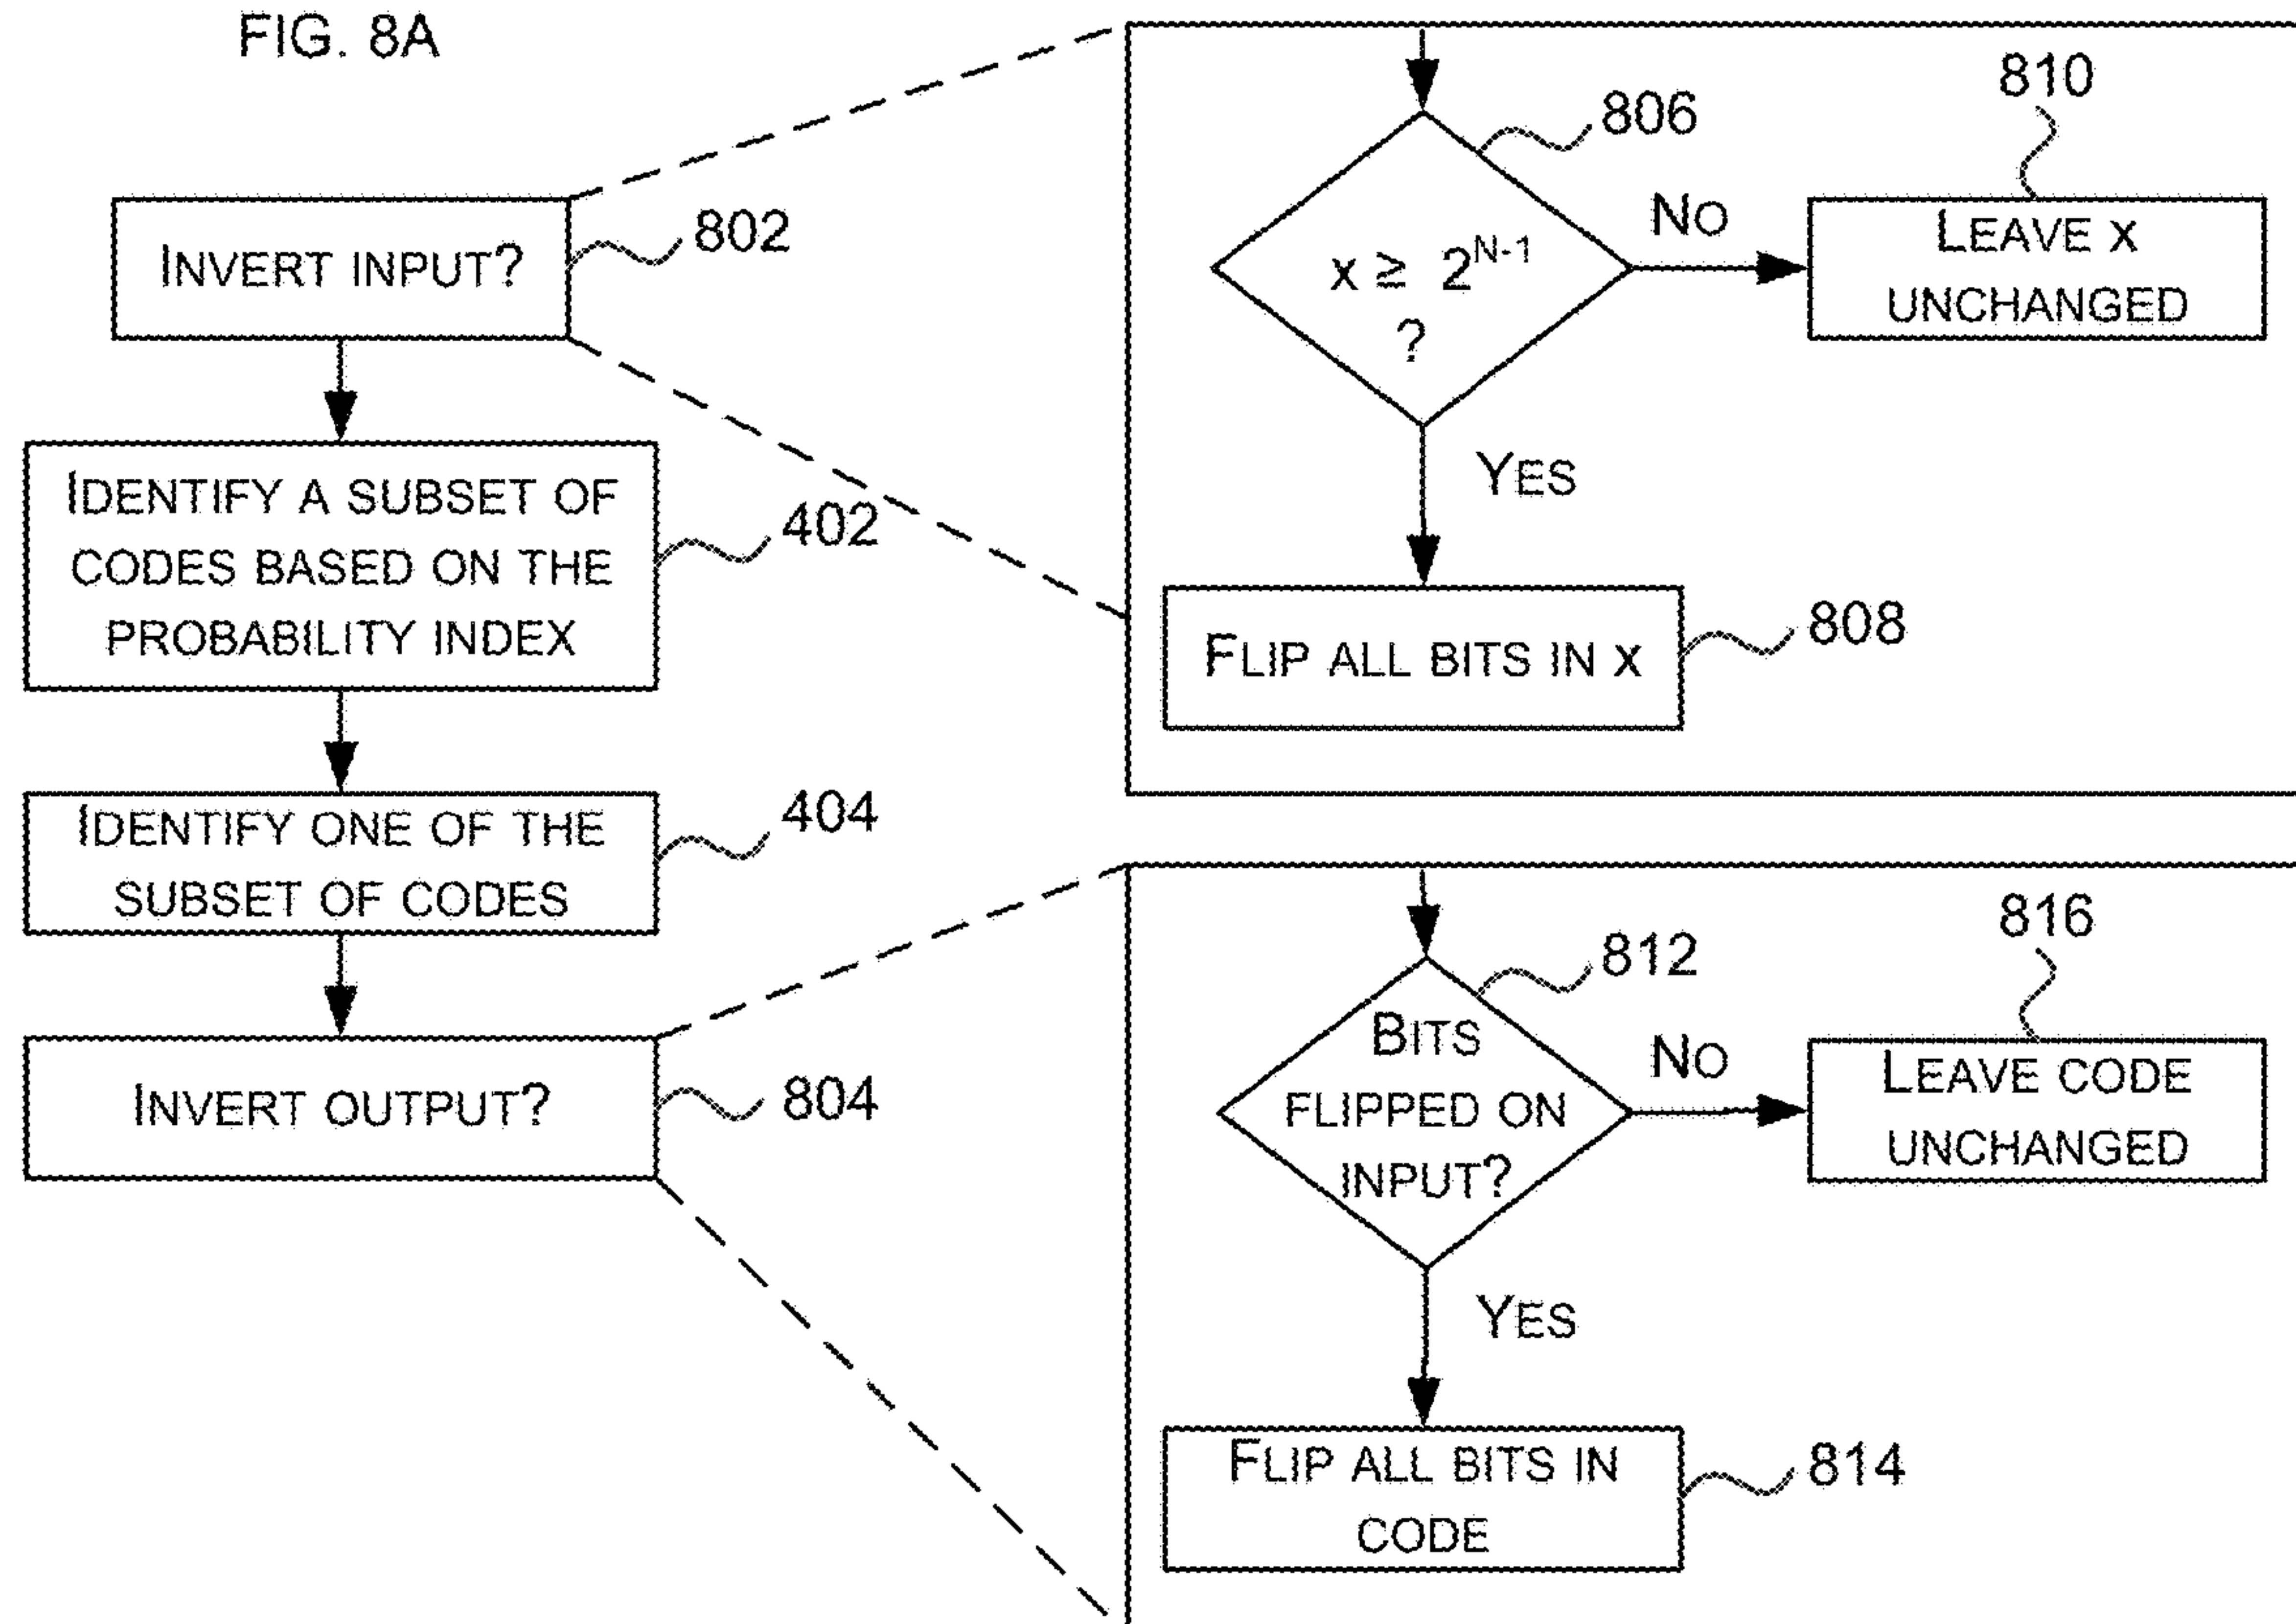 FIG. 8A
INVERT INPUT?
802
IDENTIFY A SUBSET OF
CODES BASED ON THE
PROBABILITY INDEX
402
IDENTIFY ONE OF THE
SUBSET OF CODES
404
INVERT OUTPUT?
804
806
x ≥ 2^{N-1}
?
NO
810
LEAVE x
UNCHANGED
YES
FLIP ALL BITS IN x
808
812
BITS
FLIPPED ON
INPUT?
NO
816
LEAVE CODE
UNCHANGED
YES
FLIP ALL BITS IN
CODE
814